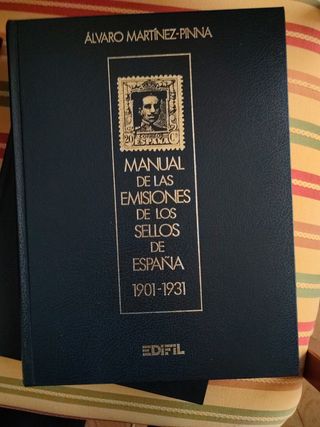 ÁLVARO MARTÍNEZ-PINNA
ESPAÑA
MANUAL
DE LAS
EMISIONES
DE LOS
SELLOS
DE
ESPAÑA
1901-1931
EDIFIL